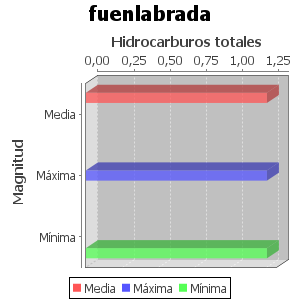 fuenlabrada
Hidrocarburos totales
0,00 0,25 0,50 0,75 1,00 1,25
Magnitud
Media
Máxima
Mínima
Media Máxima Mínima